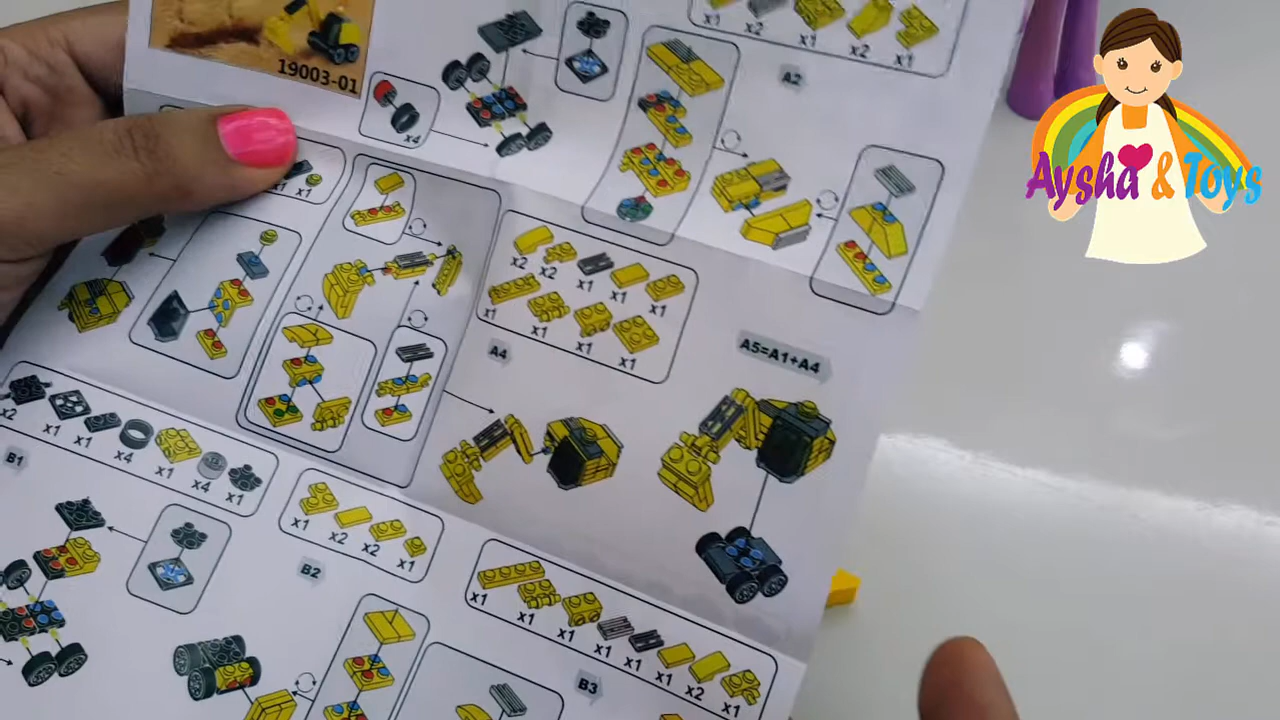 19003-01
x4
x1
x2
x1
x2
x1
A2
x1
x1
x2
x2
x1
x1
x1
x1
x1
x1
x1
A4
A5=A1+A4
x2
x1
x1
x4
x1
x4
x1
B1
x1
x2
x2
x1
B2
x1
x1
x1
x1
x1
x1
x2
x1
B3
Aysha & Toys